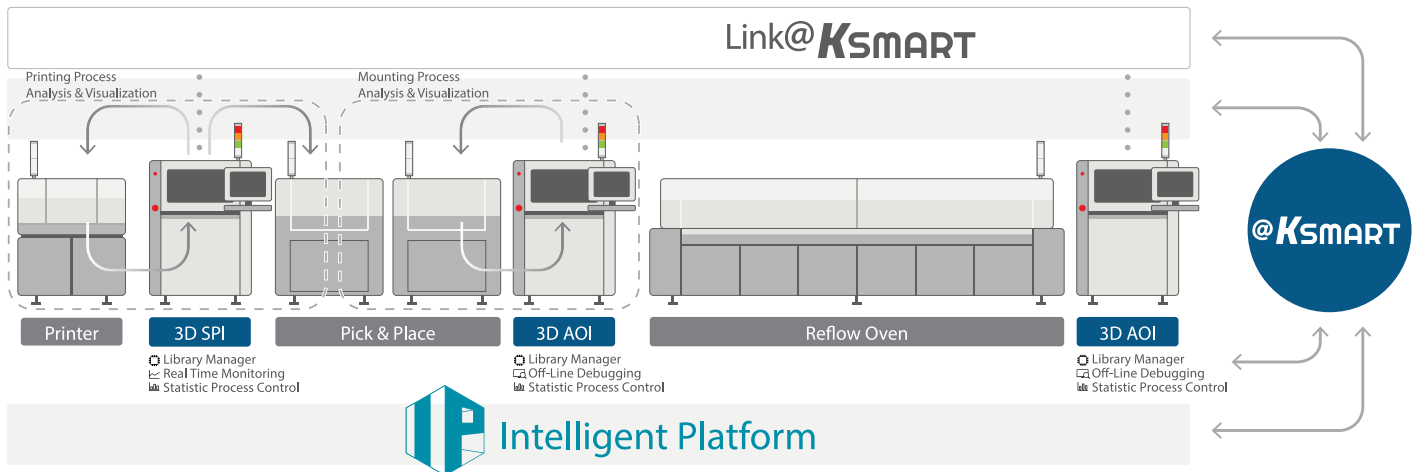 Link@KSMART
Printing Process
Analysis & Visualization
Mounting Process
Analysis & Visualization
@KSMART
Printer
3D SPI
Pick & Place
3D AOI
Reflow Oven
3D AOI
Library Manager
Real Time Monitoring
Statistic Process Control
Library Manager
Off-Line Debugging
Statistic Process Control
Library Manager
Off-Line Debugging
Statistic Process Control
IP Intelligent Platform